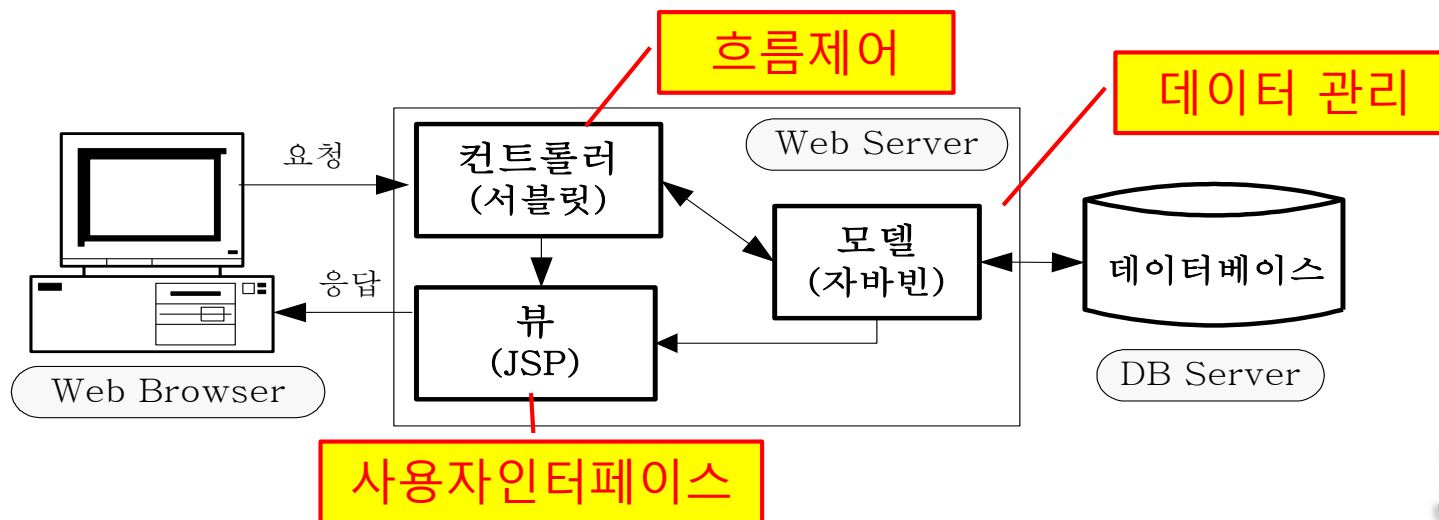 흐름제어
데이터 관리
요청
컨트롤러
(서블릿)
Web Server
모델
(자바빈)
데이터베이스
응답
뷰
(JSP)
Web Browser
DB Server
사용자인터페이스